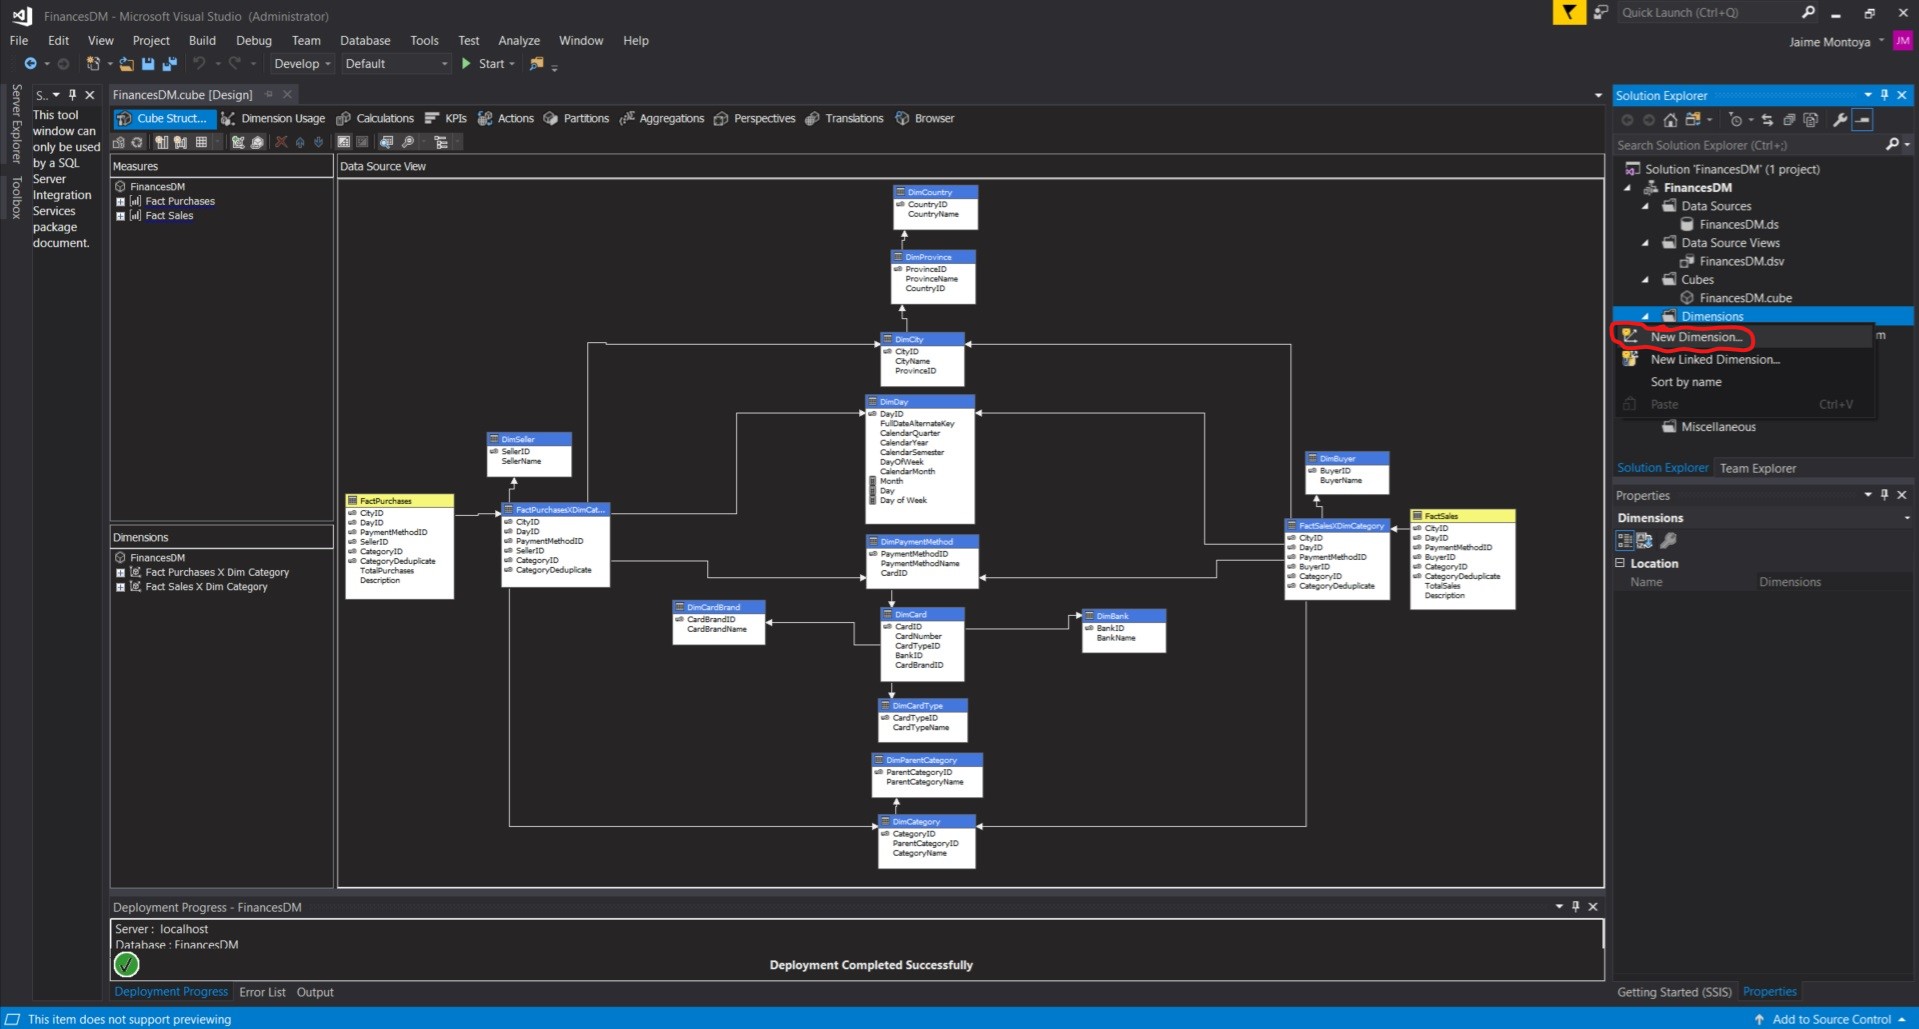 FinancesDM - Microsoft Visual Studio (Administrator)
Quick Launch (Ctrl+Q)
File Edit View Project Build Debug Team Database Tools Test Analyze Window Help
Jaime Montoya
JM
Develop
Default
Start
Server Explorer
Toolbox
S..
This tool
window can
only be used
by a SQL
Server
Integration
Services
package
document.
FinancesDM.cube [Design]
Cube Struct... Dimension Usage Calculations KPIs Actions Partitions Aggregations Perspectives Translations Browser
Measures
FinancesDM
Fact Purchases
Fact Sales
Dimensions
FinancesDM
Fact Purchases X Dim Category
Fact Sales X Dim Category
Data Source View
DimCountry
CountryID
CountryName
DimProvince
ProvinceID
ProvinceName
CountryID
DimCity
CityID
CityName
ProvinceID
DimDay
DayID
FullDateAlternateKey
CalendarQuarter
CalendarYear
CalendarSemester
DayOfWeek
CalendarMonth
Month
Day
Day of Week
DimSeller
SellerID
SellerName
DimBuyer
BuyerID
BuyerName
FactPurchases
CityID
DayID
PaymentMethodID
SellerID
CategoryID
CategoryDeduplicate
TotalPurchases
Description
FactPurchasesXDimCat...
CityID
DayID
PaymentMethodID
SellerID
CategoryID
CategoryDeduplicate
DimPaymentMethod
PaymentMethodID
PaymentMethodName
CardID
FactSalesXDimCategory
CityID
DayID
PaymentMethodID
BuyerID
CategoryID
CategoryDeduplicate
FactSales
CityID
DayID
PaymentMethodID
BuyerID
CategoryID
CategoryDeduplicate
TotalSales
Description
DimCardBrand
CardBrandID
CardBrandName
DimCard
CardID
CardNumber
CardTypeID
BankID
CardBrandID
DimBank
BankID
BankName
DimCardType
CardTypeID
CardTypeName
DimParentCategory
ParentCategoryID
ParentCategoryName
DimCategory
CategoryID
ParentCategoryID
CategoryName
Solution Explorer
Search Solution Explorer (Ctrl+;)
Solution 'FinancesDM' (1 project)
FinancesDM
Data Sources
FinancesDM.ds
Data Source Views
FinancesDM.dsv
Cubes
FinancesDM.cube
Dimensions
New Dimension...
m
New Linked Dimension...
Sort by name
Paste Ctrl+V
Miscellaneous
Solution Explorer Team Explorer
Properties
Dimensions
Location
Name Dimensions
Deployment Progress - FinancesDM
Server : localhost
Database : FinancesDM
Deployment Completed Successfully
Deployment Progress Error List Output
Getting Started (SSIS) Properties
This item does not support previewing
Add to Source Control